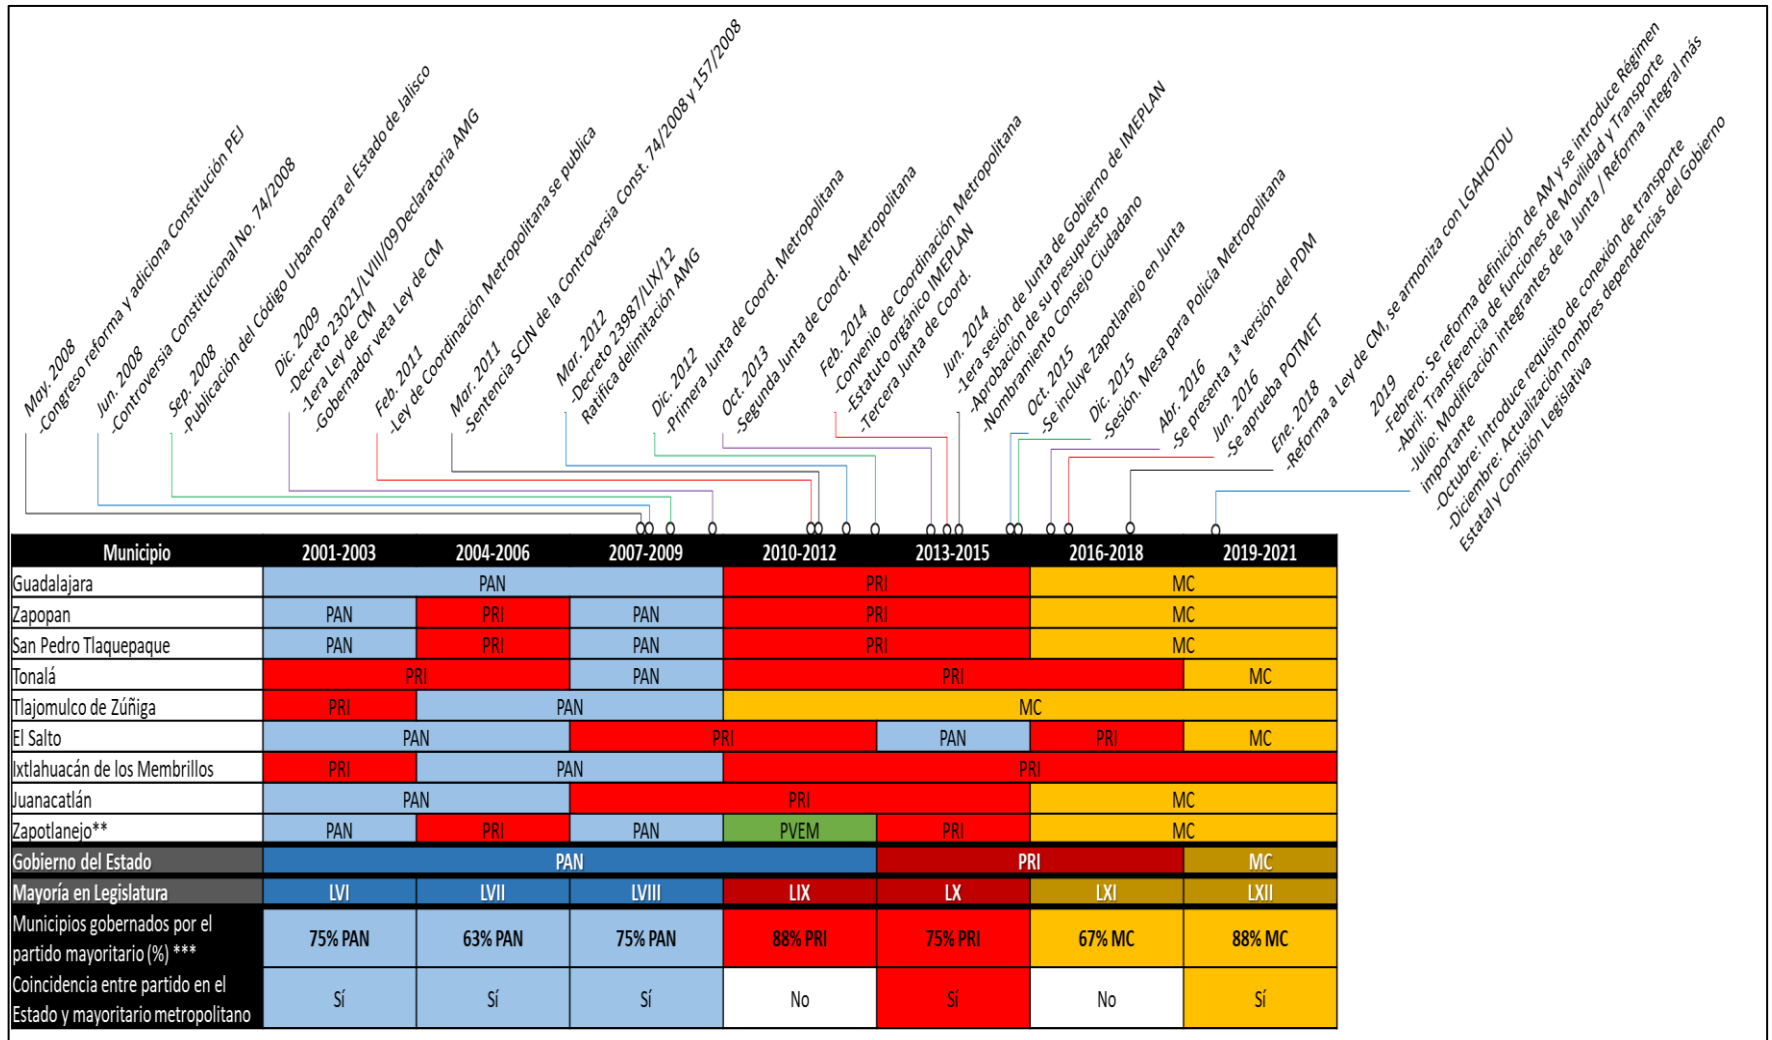 May. 2008
-Congreso reforma y adiciona Constitución PEJ
Jun. 2008
-Controversia Constitucional No. 74/2008
Sep. 2008
-Publicación del Código Urbano para el Estado de Jalisco
Dic. 2009
-Decreto 23021/LVIII/09 Declaratoria AMG
-1era Ley de CM
-Gobernador veta Ley de CM
Feb. 2011
-Ley de Coordinación Metropolitana se publica
Mar. 2011
-Sentencia SCJN de la Controversia Const. 74/2008 y 157/2008
Mar. 2012
-Decreto 23987/LIX/12
Ratifica delimitación AMG
Dic. 2012
-Primera Junta de Coord. Metropolitana
Oct. 2013
-Segunda Junta de Coord. Metropolitana
Feb. 2014
-Convenio de Coordinación Metropolitana
-Estatuto orgánico IMEPLAN
-Tercera Junta de Coord.
Jun. 2014
-1era sesión de Junta de Gobierno de IMEPLAN
-Aprobación de su presupuesto
-Nombramiento Consejo Ciudadano
Oct. 2015
-Se incluye Zapotlanejo en Junta
Dic. 2015
-Sesión. Mesa para Policía Metropolitana
Abr. 2016
-Se presenta 1ª versión del PDM
Jun. 2016
-Se aprueba POTMET
Ene. 2018
-Reforma a Ley de CM, se armoniza con LGAHOTDU
2019
-Febrero: Se reforma definición de AM y se introduce Régimen
-Abril: Transferencia de funciones de Movilidad y Transporte
-Julio: Modificación integrantes de la Junta / Reforma integral más
importante
-Octubre: Introduce requisito de conexión de transporte
-Diciembre: Actualización nombres dependencias del Gobierno
Estatal y Comisión Legislativa
Municipio 2001-2003 2004-2006 2007-2009 2010-2012 2013-2015 2016-2018 2019-2021
Guadalajara PAN PRI MC
Zapopan PAN PRI PAN PRI MC
San Pedro Tlaquepaque PAN PRI PAN PRI MC
Tonalá PRI PAN PRI MC
Tlajomulco de Zúñiga PRI PAN MC
El Salto PAN PRI PAN PRI MC
Ixtlahuacán de los Membrillos PRI PAN PRI
Juanacatlán PAN PRI MC
Zapotlanejo** PAN PRI PAN PVEM PRI MC
Gobierno del Estado PAN PRI MC
Mayoría en Legislatura LVI LVII LVIII LIX LX LXI LXII
Municipios gobernados por el
partido mayoritario (%) *** 75% PAN 63% PAN 75% PAN 88% PRI 75% PRI 67% MC 88% MC
Coincidencia entre partido en el
Estado y mayoritario metropolitano Sí Sí Sí No Sí No Sí